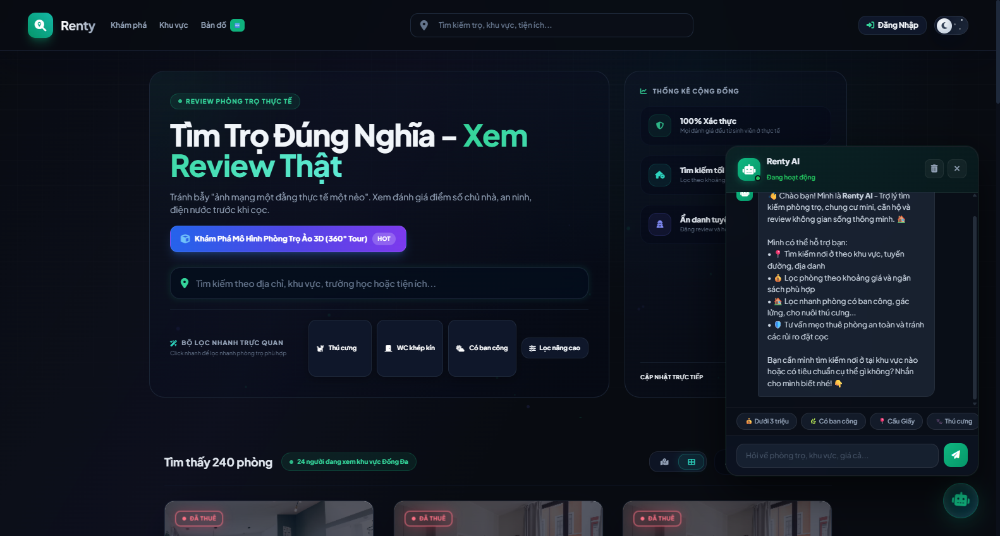 Renty
Khám phá
Khu vực
Bản đồ
Tìm kiếm trọ, khu vực, tiện ích...
Đăng Nhập
REVIEW PHÒNG TRỌ THỰC TẾ
Tìm Trọ Đúng Nghĩa – Xem
Review Thật
Tránh bẫy "ảnh mạng một đằng thực tế một nẻo". Xem đánh giá điểm số chủ nhà, an ninh,
điện nước trước khi cọc.
Khám Phá Mô Hình Phòng Trọ Ảo 3D (360° Tour) HOT
Tìm kiếm theo địa chỉ, khu vực, trường học hoặc tiện ích...
BỘ LỌC NHANH TRỰC QUAN
Click nhanh để lọc nhanh phòng trọ phù hợp
Thú cưng
WC khép kín
Có ban công
Lọc nâng cao
THỐNG KÊ CỘNG ĐỒNG
100% Xác thực
Mọi đánh giá đều từ sinh viên ở thực tế
Tìm kiếm tối
Lọc theo khoảng
Ẩn danh tuyệ
Đăng review và
CẬP NHẬT TRỰC TIẾP
Renty AI
Đang hoạt động
👋 Chào bạn! Mình là Renty AI - Trợ lý tìm
kiếm phòng trọ, chung cư mini, căn hộ và
review không gian sống thông minh. 🏡
Mình có thể hỗ trợ bạn:
• 📍 Tìm kiếm nơi ở theo khu vực, tuyến
đường, địa danh
• 💰 Lọc phòng theo khoảng giá và ngân
sách phù hợp
• 🏡 Lọc nhanh phòng có ban công, gác
lửng, cho nuôi thú cưng...
• 🛡️ Tư vấn mẹo thuê phòng an toàn và tránh
các rủi ro đặt cọc
Bạn cần mình tìm kiếm nơi ở tại khu vực nào
hoặc có tiêu chuẩn cụ thể gì không? Nhắn
cho mình biết nhé! 👇
💰 Dưới 3 triệu
🌿 Có ban công
📍 Cầu Giấy
🐾 Thú cưng
Hỏi về phòng trọ, khu vực, giá cả...
Tìm thấy 240 phòng
24 người đang xem khu vực Đống Đa
ĐÃ THUÊ
ĐÃ THUÊ
ĐÃ THUÊ